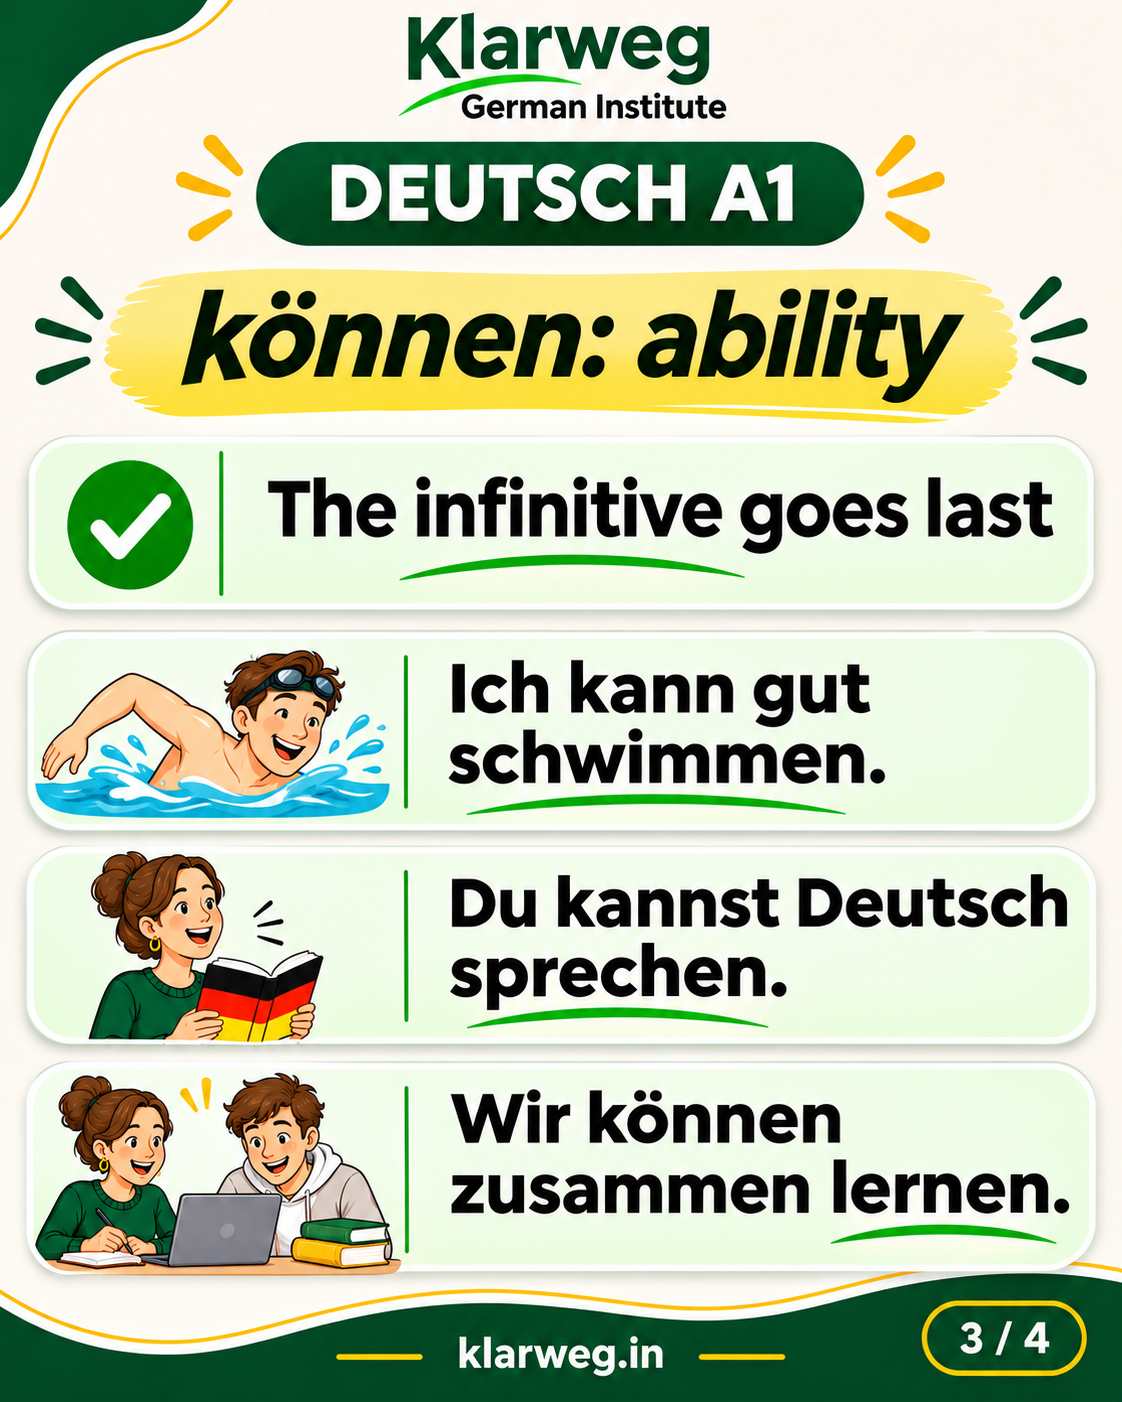 Klarweg
German Institute
DEUTSCH A1
können: ability
The infinitive goes last
Ich kann gut
schwimmen.
Du kannst Deutsch
sprechen.
Wir können
zusammen lernen.
klarweg.in
3 / 4